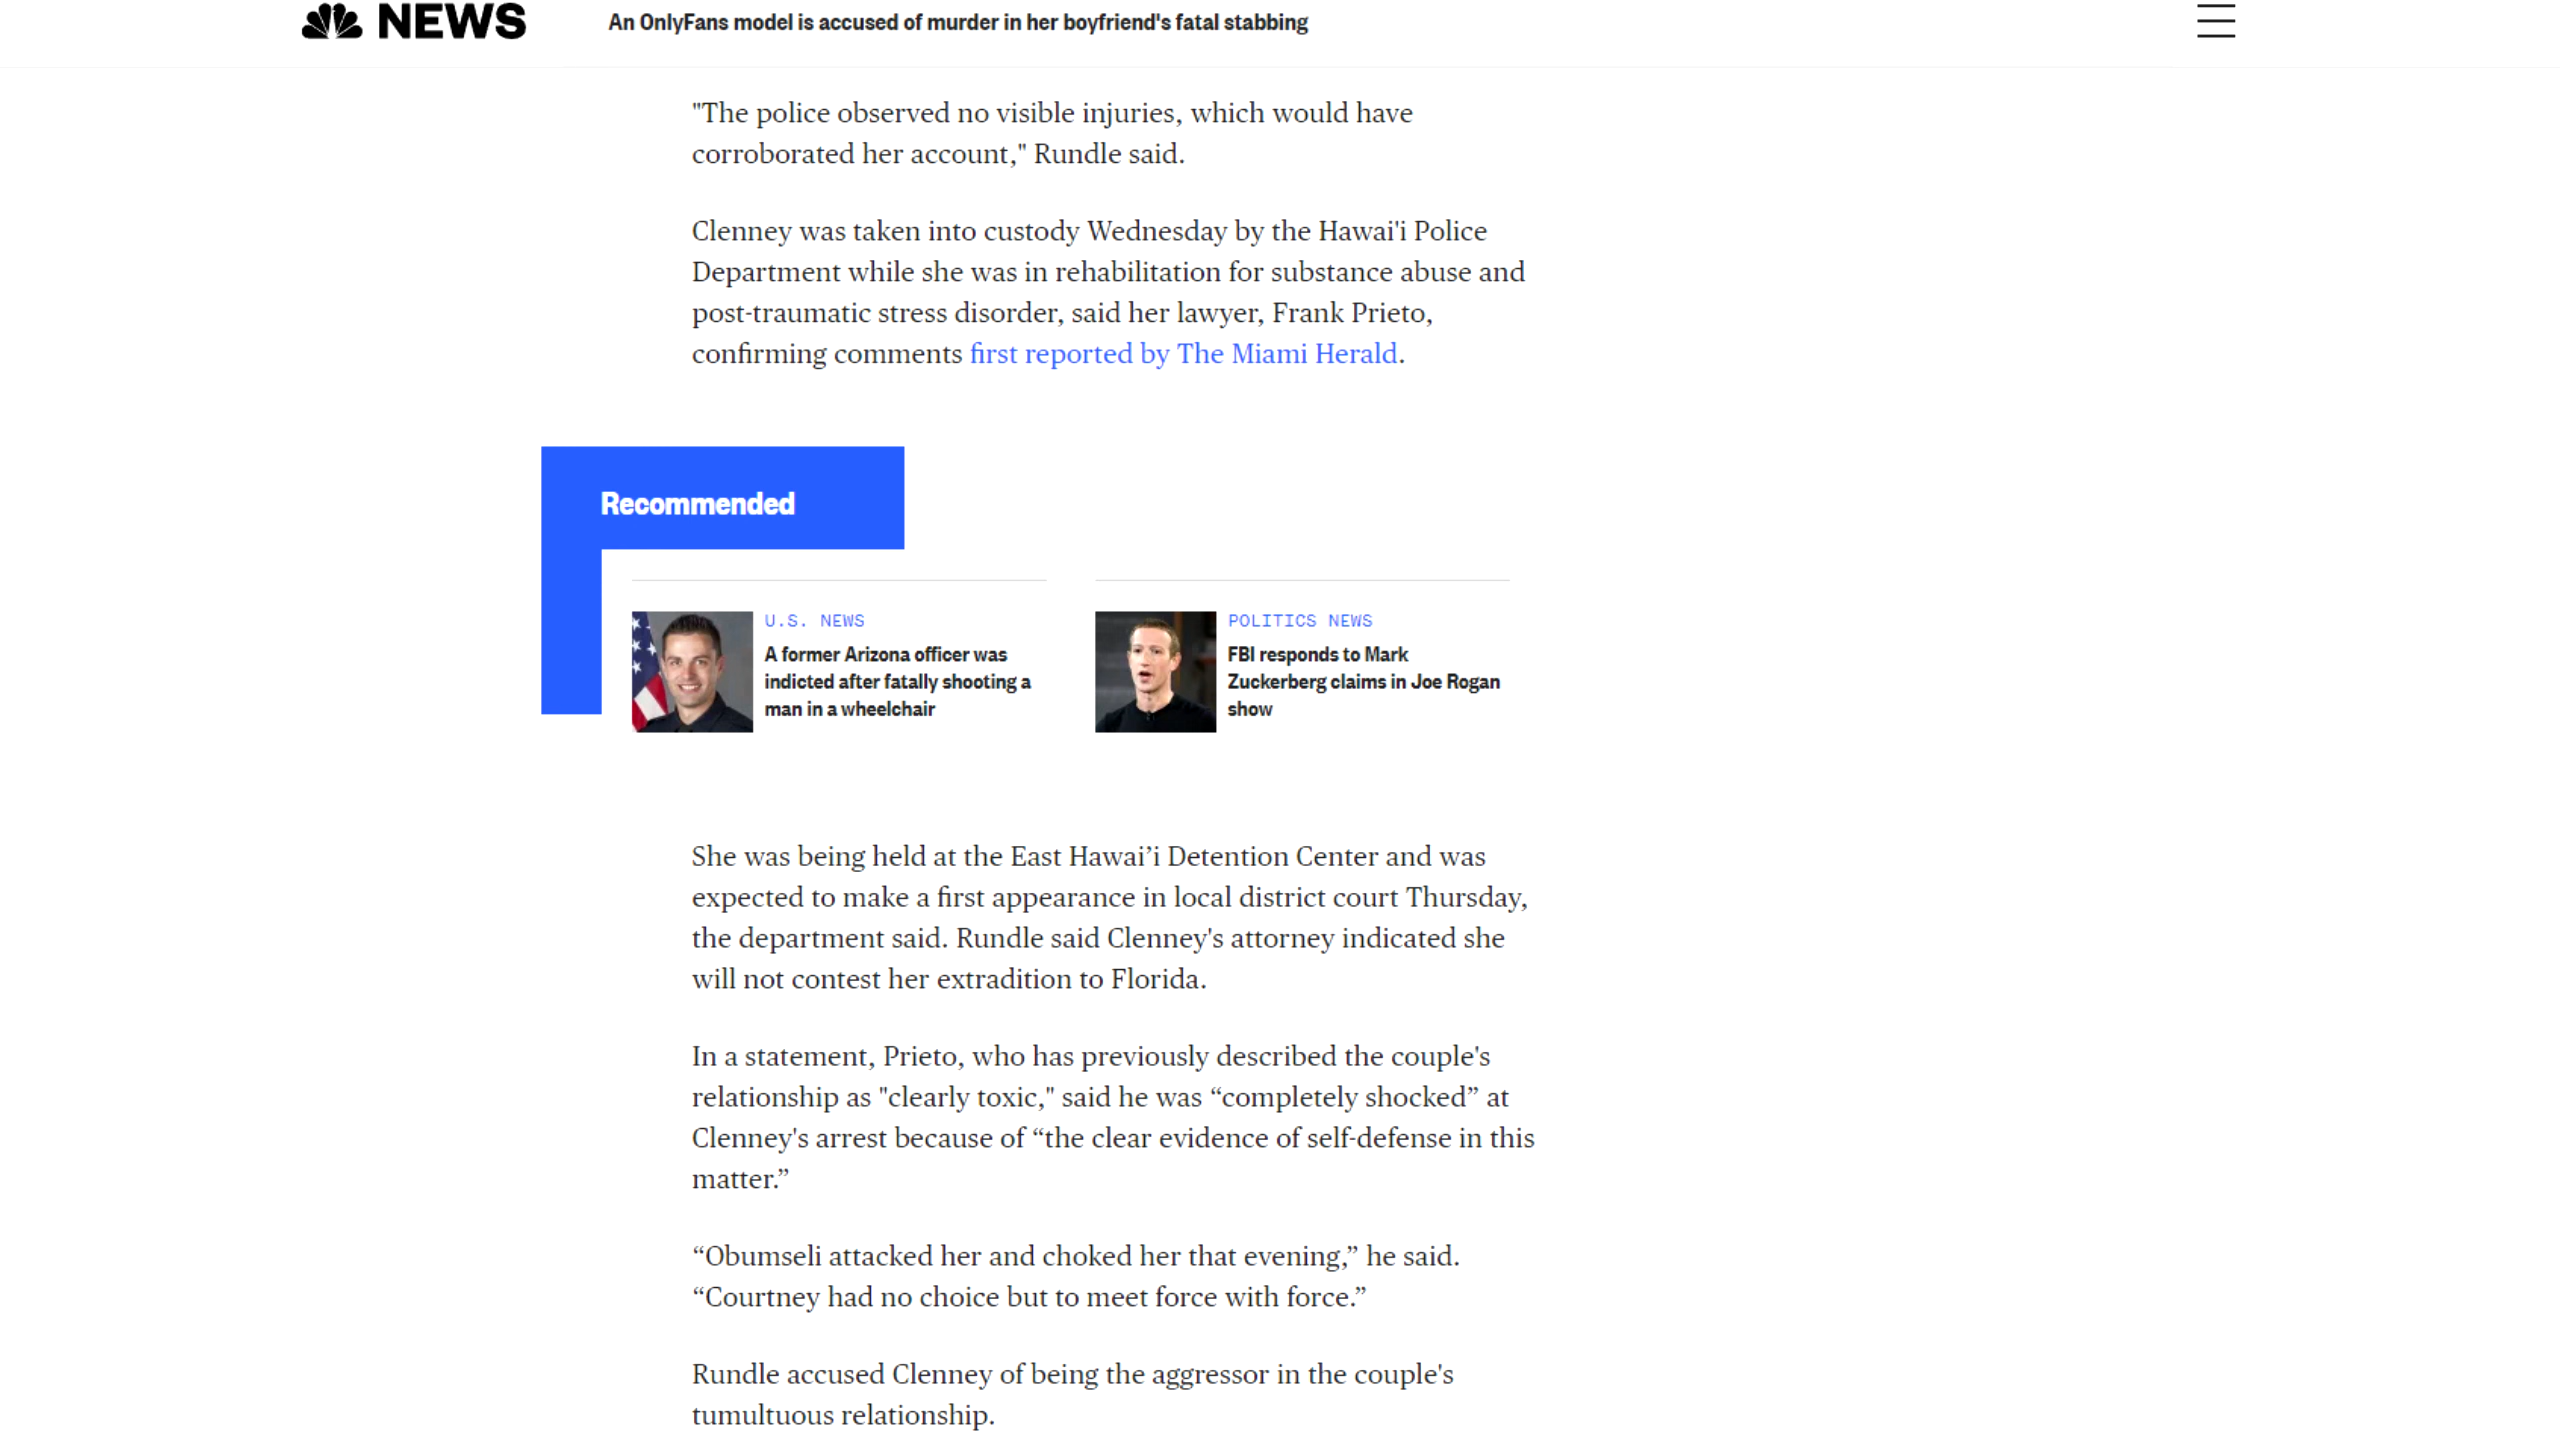 NEWS
An OnlyFans model is accused of murder in her boyfriend's fatal stabbing
"The police observed no visible injuries, which would have
corroborated her account," Rundle said.
Clenney was taken into custody Wednesday by the Hawai'i Police
Department while she was in rehabilitation for substance abuse and
post-traumatic stress disorder, said her lawyer, Frank Prieto,
confirming comments first reported by The Miami Herald.
Recommended
U.S. NEWS
A former Arizona officer was
indicted after fatally shooting a
man in a wheelchair
POLITICS NEWS
FBI responds to Mark
Zuckerberg claims in Joe Rogan
show
She was being held at the East Hawai’i Detention Center and was
expected to make a first appearance in local district court Thursday,
the department said. Rundle said Clenney's attorney indicated she
will not contest her extradition to Florida.
In a statement, Prieto, who has previously described the couple's
relationship as "clearly toxic," said he was “completely shocked” at
Clenney's arrest because of “the clear evidence of self-defense in this
matter.”
“Obumseli attacked her and choked her that evening,” he said.
“Courtney had no choice but to meet force with force.”
Rundle accused Clenney of being the aggressor in the couple's
tumultuous relationship.